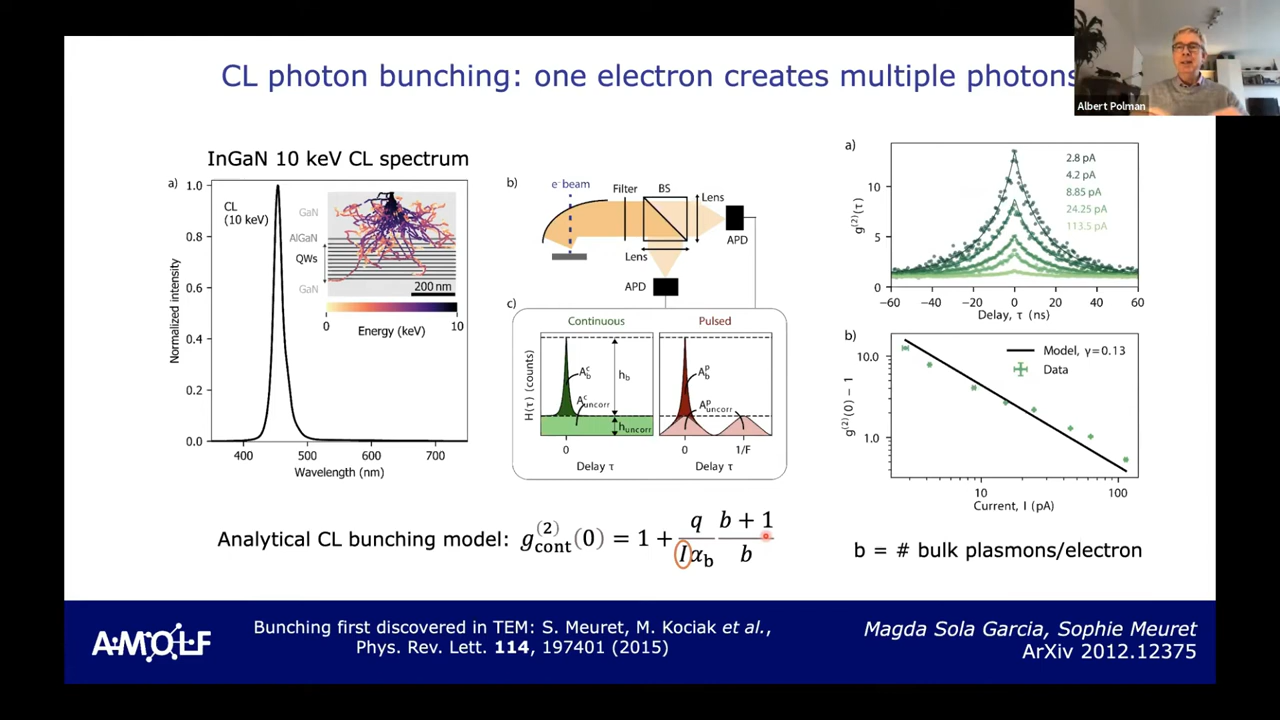 CL photon bunching: one electron creates multiple photons
Albert Polman
InGaN 10 keV CL spectrum
a)
CL
(10 keV)
GaN
AlGaN
QWs
GaN
200 nm
0
10
Energy (keV)
1.0
0.8
0.6
0.4
0.2
0.0
Normalized intensity
400
500
600
700
Wavelength (nm)
b)
e⁻ beam
Filter
BS
Lens
APD
Lens
APD
c)
Continuous
Pulsed
H(τ) (counts)
A_b^c
h_b
A_uncorr^c
h_uncorr
A_b^p
A_uncorr^p
0
0
1/F
Delay τ
Delay τ
a)
2.8 pA
4.2 pA
8.85 pA
24.25 pA
113.5 pA
g⁽²⁾(τ)
10
5
0
−60
−40
−20
0
20
40
60
Delay, τ (ns)
b)
Model, γ=0.13
Data
g⁽²⁾(0) − 1
10.0
1.0
10
100
Current, I (pA)
Analytical CL bunching model: g_cont^(2)(0) = 1 + q/(Iα_b) (b + 1)/b
b = # bulk plasmons/electron
AMOLF
Bunching first discovered in TEM: S. Meuret, M. Kociak et al.,
Phys. Rev. Lett. 114, 197401 (2015)
Magda Sola Garcia, Sophie Meuret
ArXiv 2012.12375